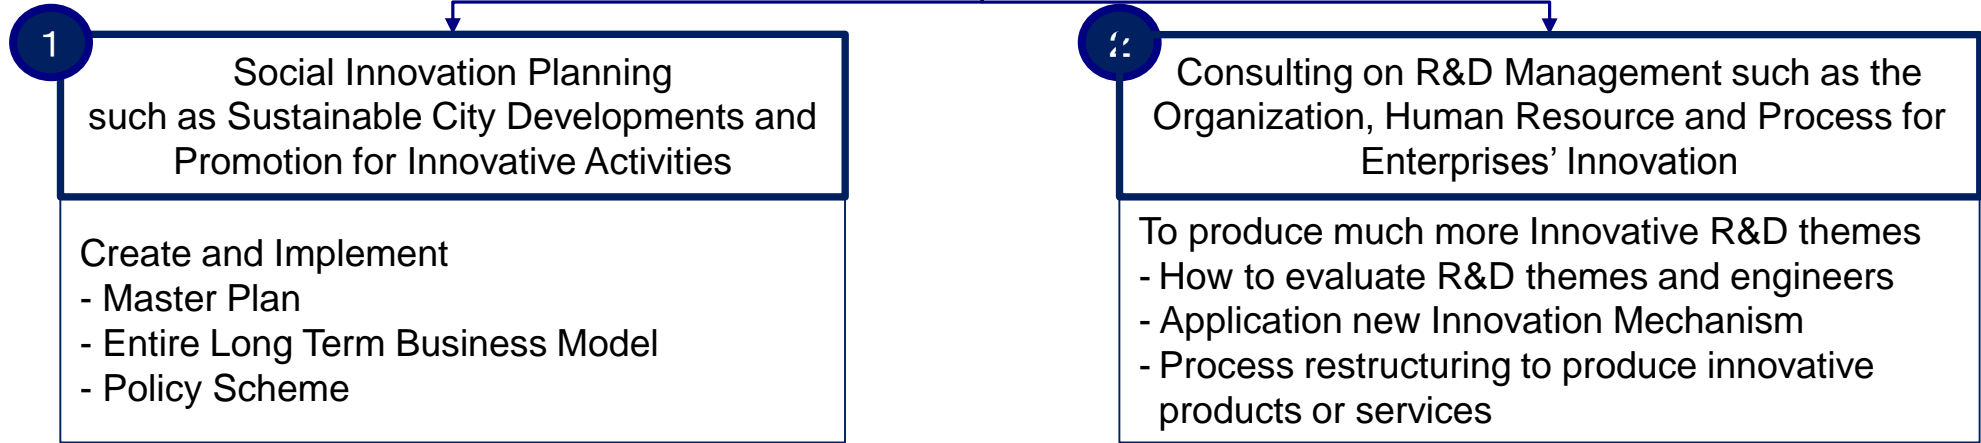 1
Social Innovation Planning
such as Sustainable City Developments and
Promotion for Innovative Activities
Create and Implement
- Master Plan
- Entire Long Term Business Model
- Policy Scheme
2
Consulting on R&D Management such as the
Organization, Human Resource and Process for
Enterprises’ Innovation
To produce much more Innovative R&D themes
- How to evaluate R&D themes and engineers
- Application new Innovation Mechanism
- Process restructuring to produce innovative
products or services